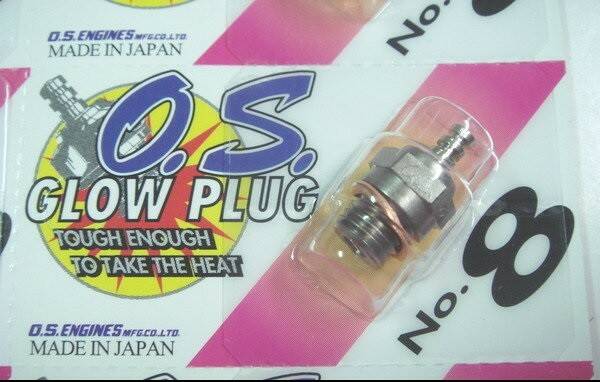 O.S.ENGINES MFG.CO.,LTD.
MADE IN JAPAN
No.
O.S.
GLOW PLUG
TOUGH ENOUGH
TO TAKE THE HEAT
No. 8
O.S.ENGINES MFG.CO.,LTD.
MADE IN JAPAN